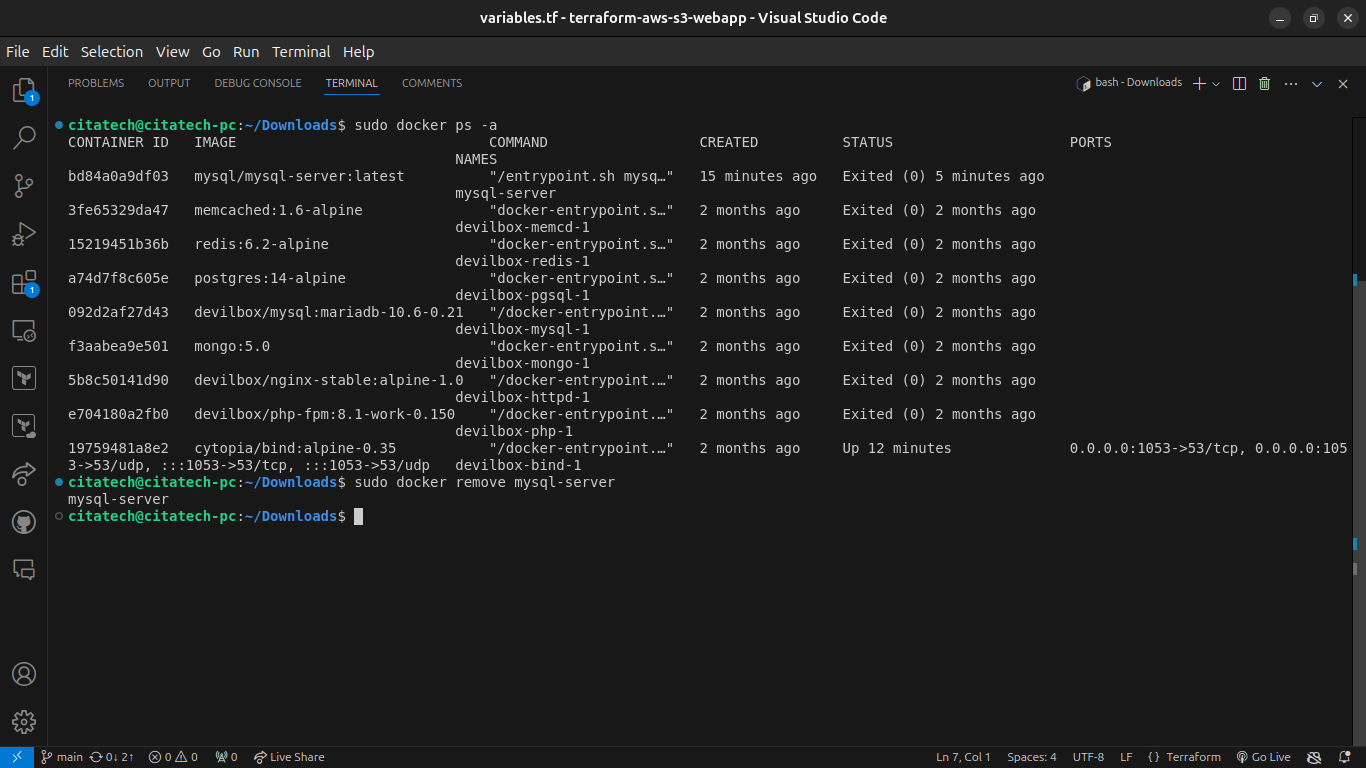 variables.tf - terraform-aws-s3-webapp - Visual Studio Code
File Edit Selection View Go Run Terminal Help
PROBLEMS OUTPUT DEBUG CONSOLE TERMINAL COMMENTS bash - Downloads
1
citatech@citatech-pc:~/Downloads$ sudo docker ps -a
CONTAINER ID IMAGE COMMAND CREATED STATUS PORTS
NAMES
bd84a0a9df03 mysql/mysql-server:latest "/entrypoint.sh mysq…" 15 minutes ago Exited (0) 5 minutes ago
mysql-server
3fe65329da47 memcached:1.6-alpine "docker-entrypoint.s…" 2 months ago Exited (0) 2 months ago
devilbox-memcd-1
15219451b36b redis:6.2-alpine "docker-entrypoint.s…" 2 months ago Exited (0) 2 months ago
devilbox-redis-1
a74d7f8c605e postgres:14-alpine "docker-entrypoint.s…" 2 months ago Exited (0) 2 months ago
1
devilbox-pgsql-1
092d2af27d43 devilbox/mysql:mariadb-10.6-0.21 "/docker-entrypoint.…" 2 months ago Exited (0) 2 months ago
devilbox-mysql-1
f3aabea9e501 mongo:5.0 "docker-entrypoint.s…" 2 months ago Exited (0) 2 months ago
devilbox-mongo-1
5b8c50141d90 devilbox/nginx-stable:alpine-1.0 "/docker-entrypoint.…" 2 months ago Exited (0) 2 months ago
devilbox-httpd-1
e704180a2fb0 devilbox/php-fpm:8.1-work-0.150 "/docker-entrypoint.…" 2 months ago Exited (0) 2 months ago
devilbox-php-1
19759481a8e2 cytopia/bind:alpine-0.35 "/docker-entrypoint.…" 2 months ago Up 12 minutes 0.0.0.0:1053->53/tcp, 0.0.0.0:105
3->53/udp, :::1053->53/tcp, :::1053->53/udp devilbox-bind-1
citatech@citatech-pc:~/Downloads$ sudo docker remove mysql-server
mysql-server
citatech@citatech-pc:~/Downloads$
main 0↓ 2↑ 0 0 0 Live Share Ln 7, Col 1 Spaces: 4 UTF-8 LF {} Terraform Go Live